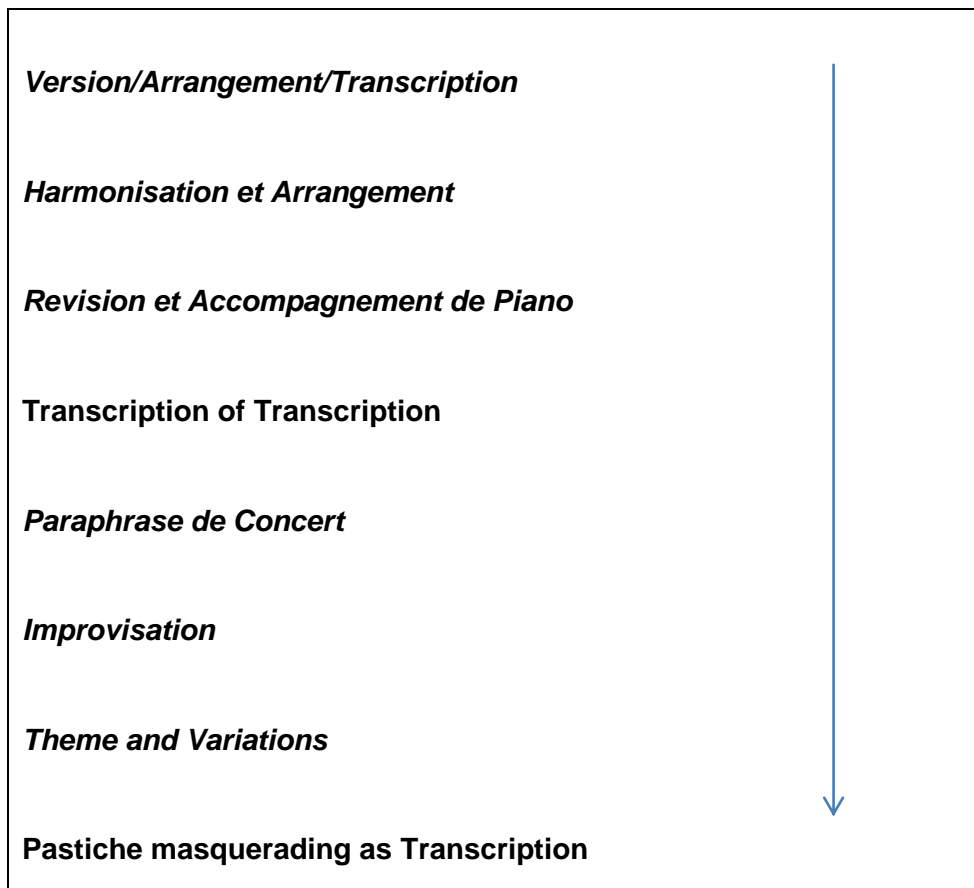 Version/Arrangement/Transcription
Harmonisation et Arrangement
Revision et Accompagnement de Piano
Transcription of Transcription
Paraphrase de Concert
Improvisation
Theme and Variations
Pastiche masquerading as Transcription